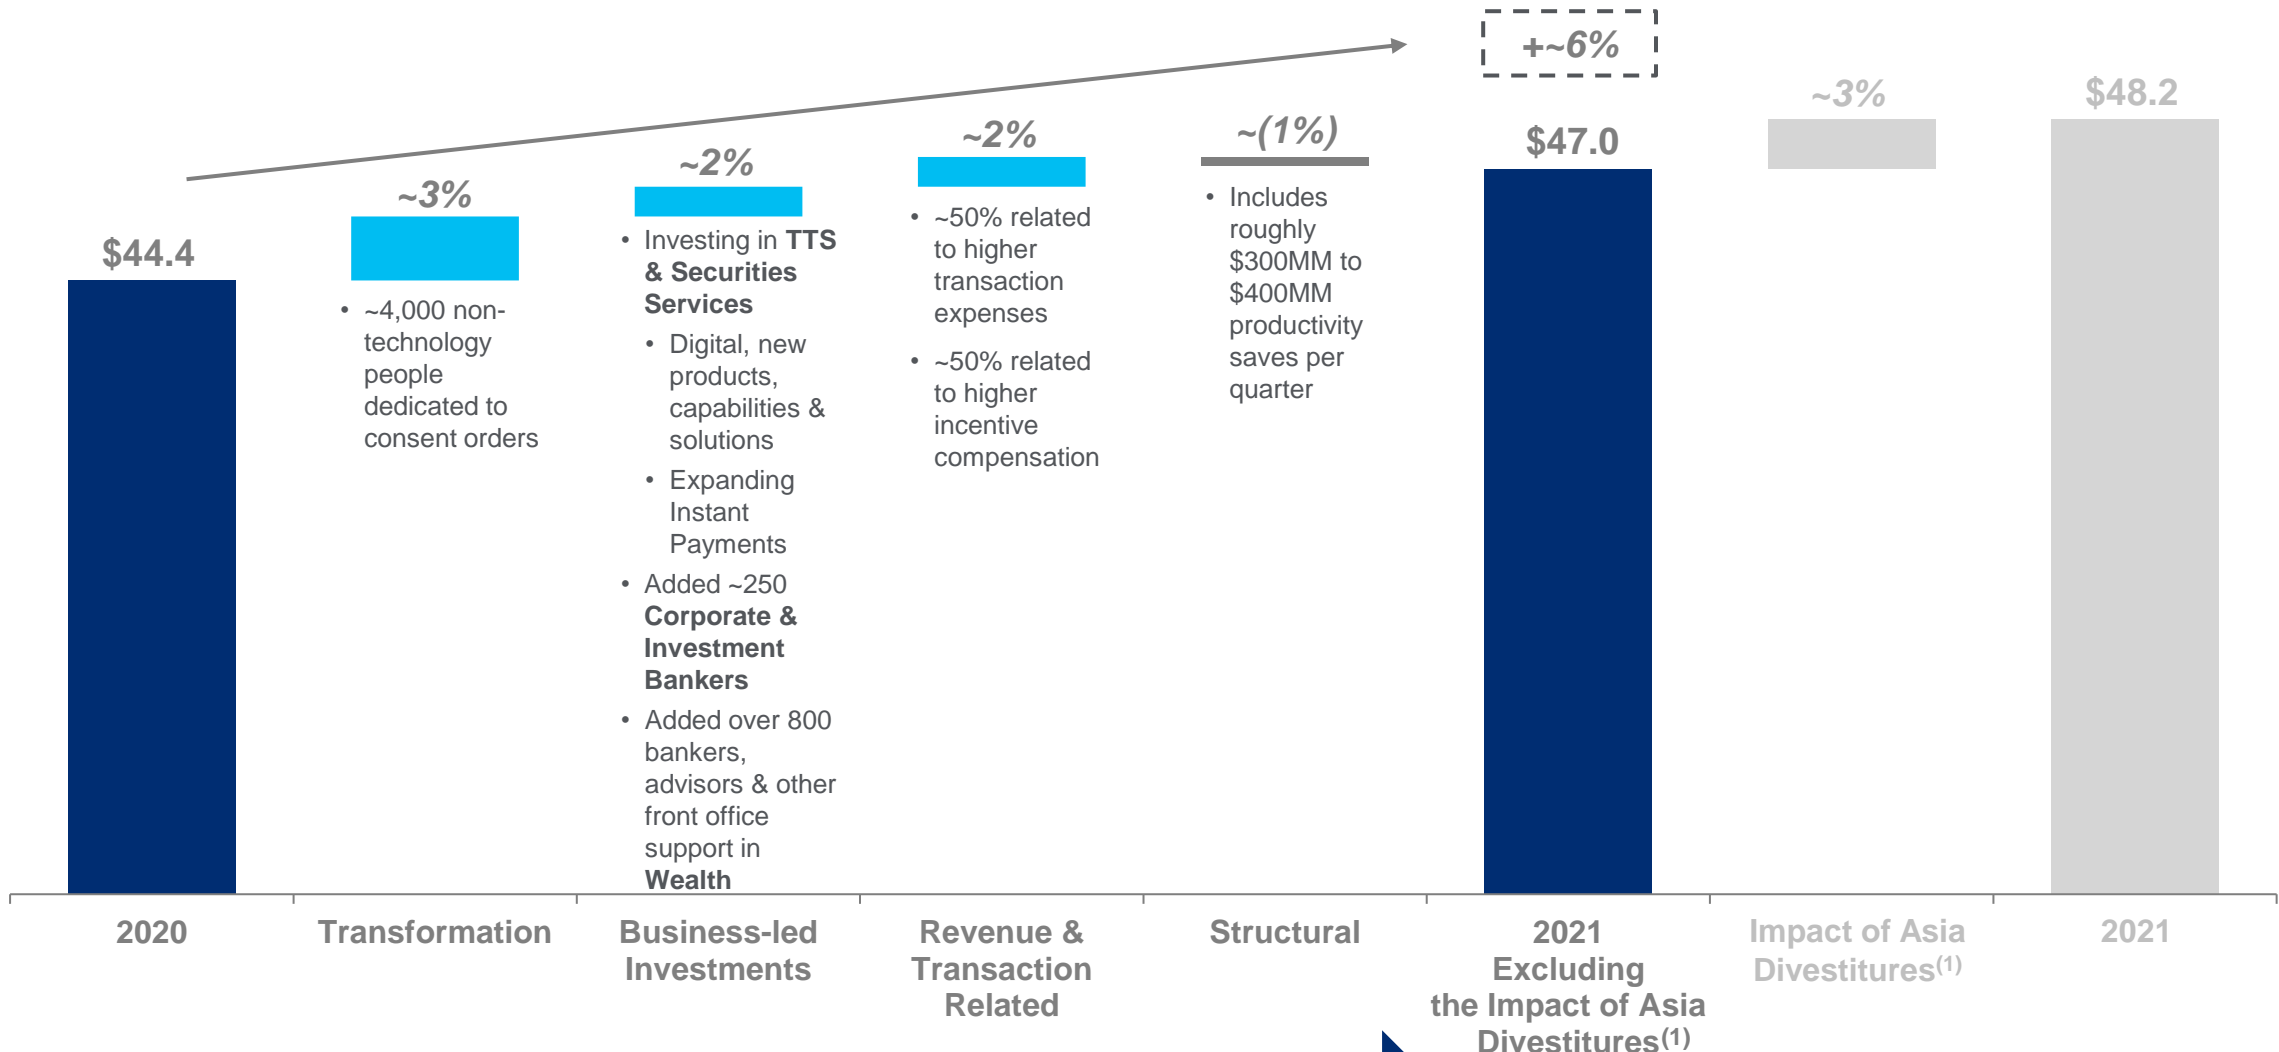 +~6%
~3%
$48.2
~2%
~(1%)
$47.0
~2%
~3%
$44.4
• ~4,000 non-
technology
people
dedicated to
consent orders
• Investing in TTS
& Securities
Services
• Digital, new
products,
capabilities &
solutions
• Expanding
Instant
Payments
• Added ~250
Corporate &
Investment
Bankers
• Added over 800
bankers,
advisors & other
front office
support in
Wealth
• ~50% related
to higher
transaction
expenses
• ~50% related
to higher
incentive
compensation
• Includes
roughly
$300MM to
$400MM
productivity
saves per
quarter
2020
Transformation
Business-led
Investments
Revenue &
Transaction
Related
Structural
2021
Excluding
the Impact of Asia
Divestitures(1)
Impact of Asia
Divestitures(1)
2021